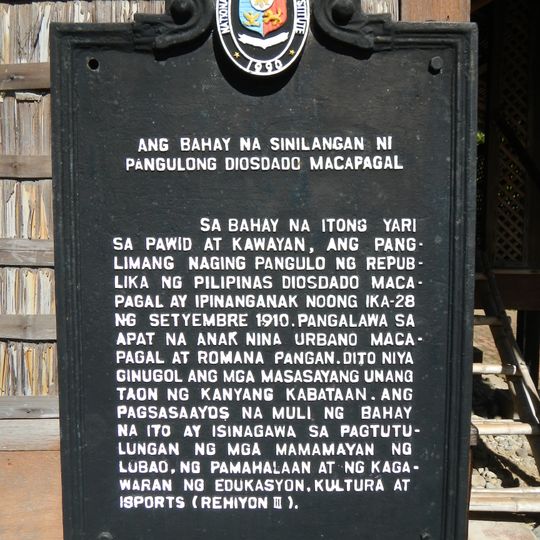 1990
ANG BAHAY NA SINILANGAN NI
PANGULONG DIOSDADO MACAPAGAL
SA BAHAY NA ITONG YARI
SA PAWID AT KAWAYAN, ANG PANG-
LIMANG NAGING PANGULO NG REPUB-
LIKA NG PILIPINAS DIOSDADO MACA-
PAGAL AY IPINANGANAK NOONG IKA-28
NG SETYEMBRE 1910. PANGALAWA SA
APAT NA ANAK NINA URBANO MACA-
PAGAL AT ROMANA PANGAN. DITO NIYA
GINUGOL ANG MGA MASASAYANG UNANG
TAON NG KANYANG KABATAAN. ANG
PAGSASAAYOS NA MULI NG BAHAY
NA ITO AY ISINAGAWA SA PAGTUTU-
LUNGAN NG MGA MAMAMAYAN NG
LUBAO, NG PAMAHALAAN AT NG KAGA-
WARAN NG EDUKASYON, KULTURA AT
ISPORTS (REHIYON III).